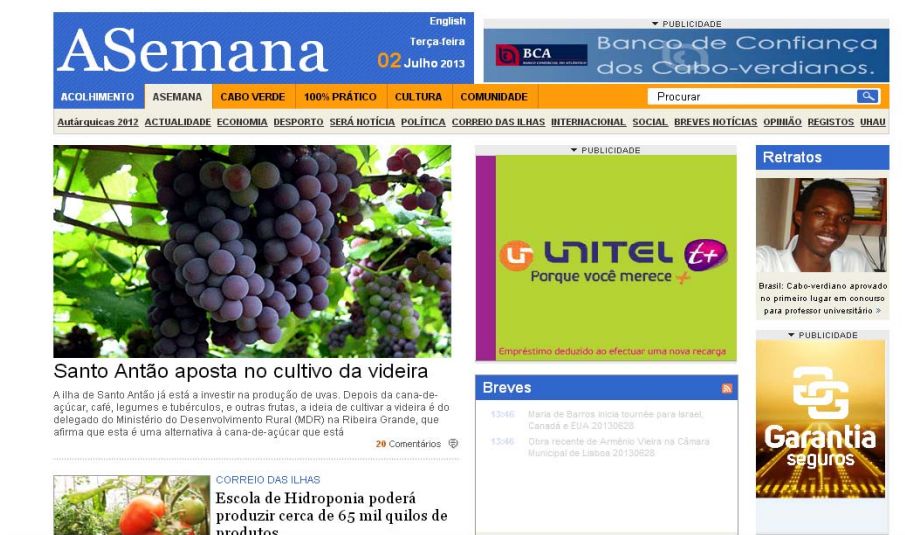 ASemana
English
Terça-feira
02 Julho 2013
PUBLICIDADE
BCA
Banco de Confiança
dos Cabo-verdianos.
ACOLHIMENTO ASEMANA CABO VERDE 100% PRÁTICO CULTURA COMUNIDADE
Procurar
Autárquicas 2012 ACTUALIDADE ECONOMIA DESPORTO SERÁ NOTÍCIA POLÍTICA CORREIO DAS ILHAS INTERNACIONAL SOCIAL BREVES NOTÍCIAS OPINIÃO REGISTOS UHAU
Santo Antão aposta no cultivo da videira
A ilha de Santo Antão já está a investir na produção de uvas. Depois da cana-de-
açúcar, café, legumes e tubérculos, e outras frutas, a ideia de cultivar a videira é do
delegado do Ministério do Desenvolvimento Rural (MDR) na Ribeira Grande, que
afirma que esta é uma alternativa à cana-de-açúcar que está
20 Comentários
CORREIO DAS ILHAS
Escola de Hidroponia poderá
produzir cerca de 65 mil quilos de
produtos
PUBLICIDADE
UNITEL t+
Porque você merece +
Empréstimo deduzido ao efectuar uma nova recarga
Breves
13:46 Maria de Barros inicia tournée para Israel,
Canadá e EUA 20130628
13:46 Obra recente de Arménio Vieira na Câmara
Municipal de Lisboa 20130628
Retratos
Brasil: Cabo-verdiano aprovado
no primeiro lugar em concurso
para professor universitário »
PUBLICIDADE
Garantia
seguros